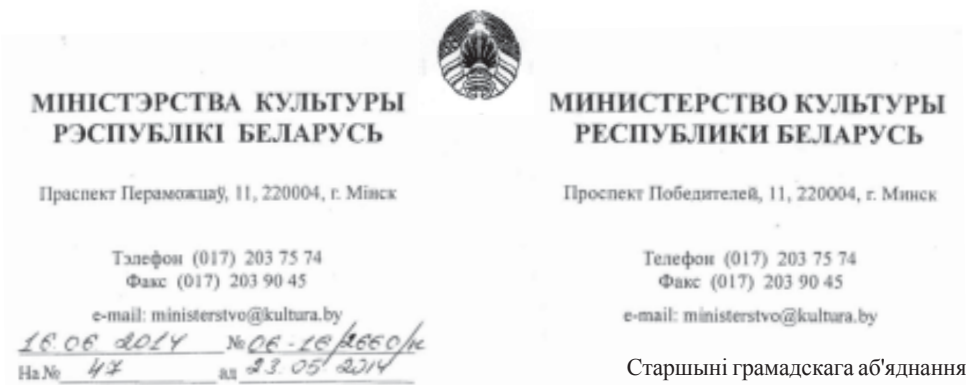 МІНІСТЭРСТВА КУЛЬТУРЫ
РЭСПУБЛІКІ БЕЛАРУСЬ
Праспект Пераможцаў, 11, 220004, г. Мінск
Тэлефон (017) 203 75 74
Факс (017) 203 90 45
e-mail: ministerstvo@kultura.by
16 06 2014 № 06-16/2660/к
На № 47 ад 23.05 2014
МИНИСТЕРСТВО КУЛЬТУРЫ
РЕСПУБЛИКИ БЕЛАРУСЬ
Проспект Победителей, 11, 220004, г. Минск
Телефон (017) 203 75 74
Факс (017) 203 90 45
e-mail: ministerstvo@kultura.by
Старшыні грамадскага аб'яднання